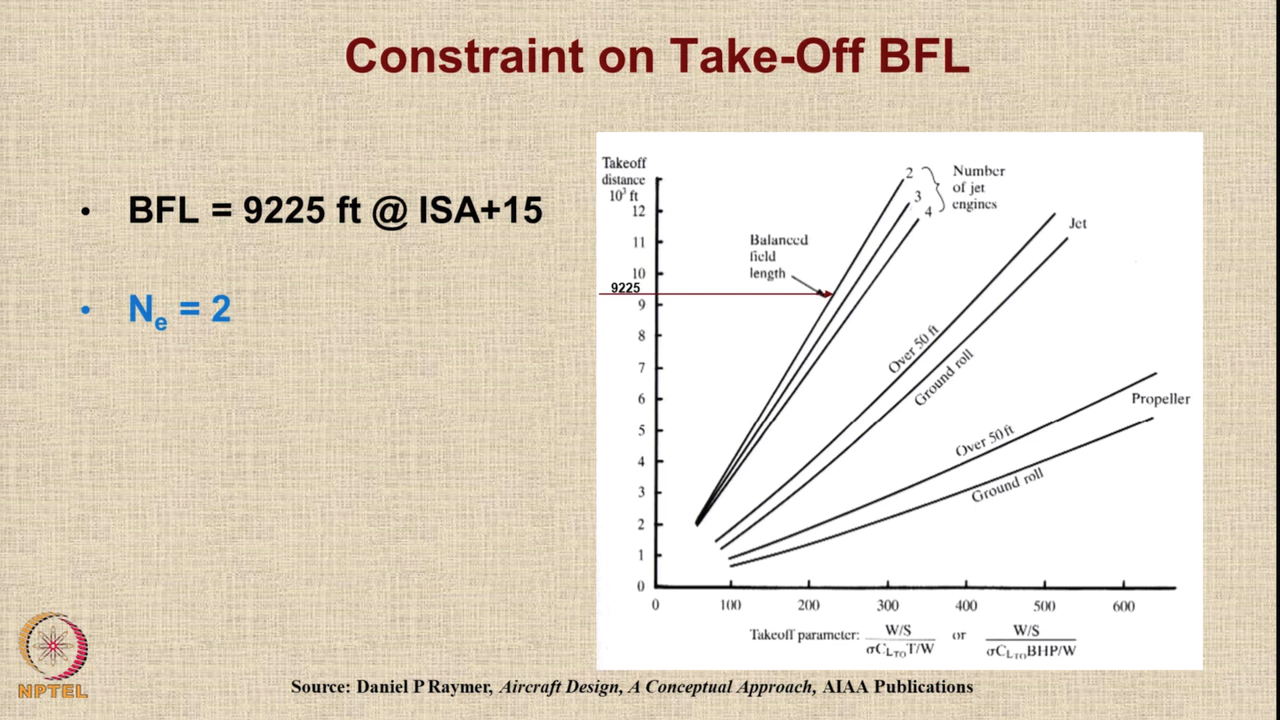 Constraint on Take-Off BFL
• BFL = 9225 ft @ ISA+15
• Ne = 2
Takeoff
distance
10³ ft
12
11
10
9225
9
8
7
6
5
4
3
2
1
0
2
3
4
Number
of jet
engines
Balanced
field
length
Jet
Over 50 ft
Ground roll
Propeller
Over 50 ft
Ground roll
0 100 200 300 400 500 600
Takeoff parameter: W/S or W/S
σCLTO T/W σCLTO BHP/W
NPTEL
Source: Daniel P Raymer, Aircraft Design, A Conceptual Approach, AIAA Publications